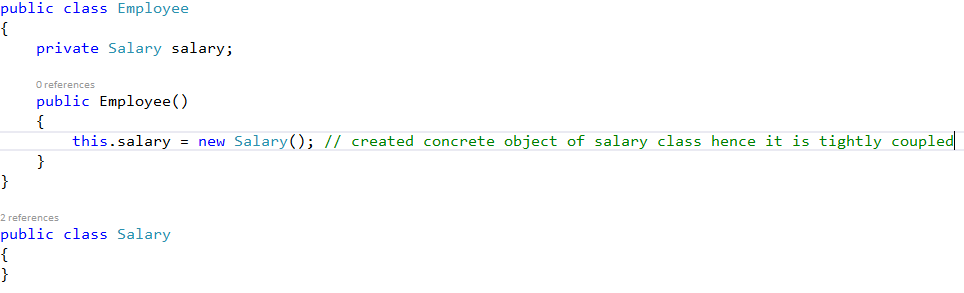 public class Employee
{
private Salary salary;
0 references
public Employee()
{
this.salary = new Salary(); // created concrete object of salary class hence it is tightly coupled
}
}
2 references
public class Salary
{
}